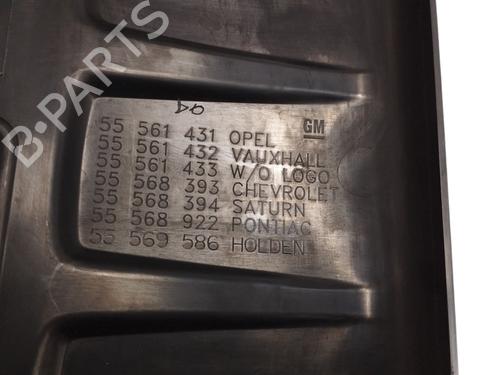 B-PARTS
GM
55 561 431 OPEL
55 561 432 VAUXHALL
55 561 433 W/O LOGO
55 568 393 CHEVROLET
55 568 394 SATURN
55 568 922 PONTIAC
55 569 586 HOLDEN